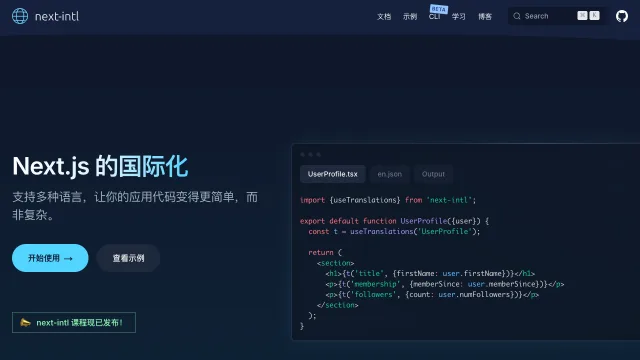 next-intl
文档 示例 CLI BETA 学习 博客 Search ⌘ K
Next.js 的国际化
支持多种语言，让你的应用代码变得更简单，而
非复杂。
开始使用 → 查看示例
next-intl 课程现已发布！
UserProfile.tsx en.json Output
import {useTranslations} from 'next-intl';
export default function UserProfile({user}) {
const t = useTranslations('UserProfile');
return (
<section>
<h1>{t('title', {firstName: user.firstName})}</h1>
<p>{t('membership', {memberSince: user.memberSince})}</p>
<p>{t('followers', {count: user.numFollowers})}</p>
</section>
);
}